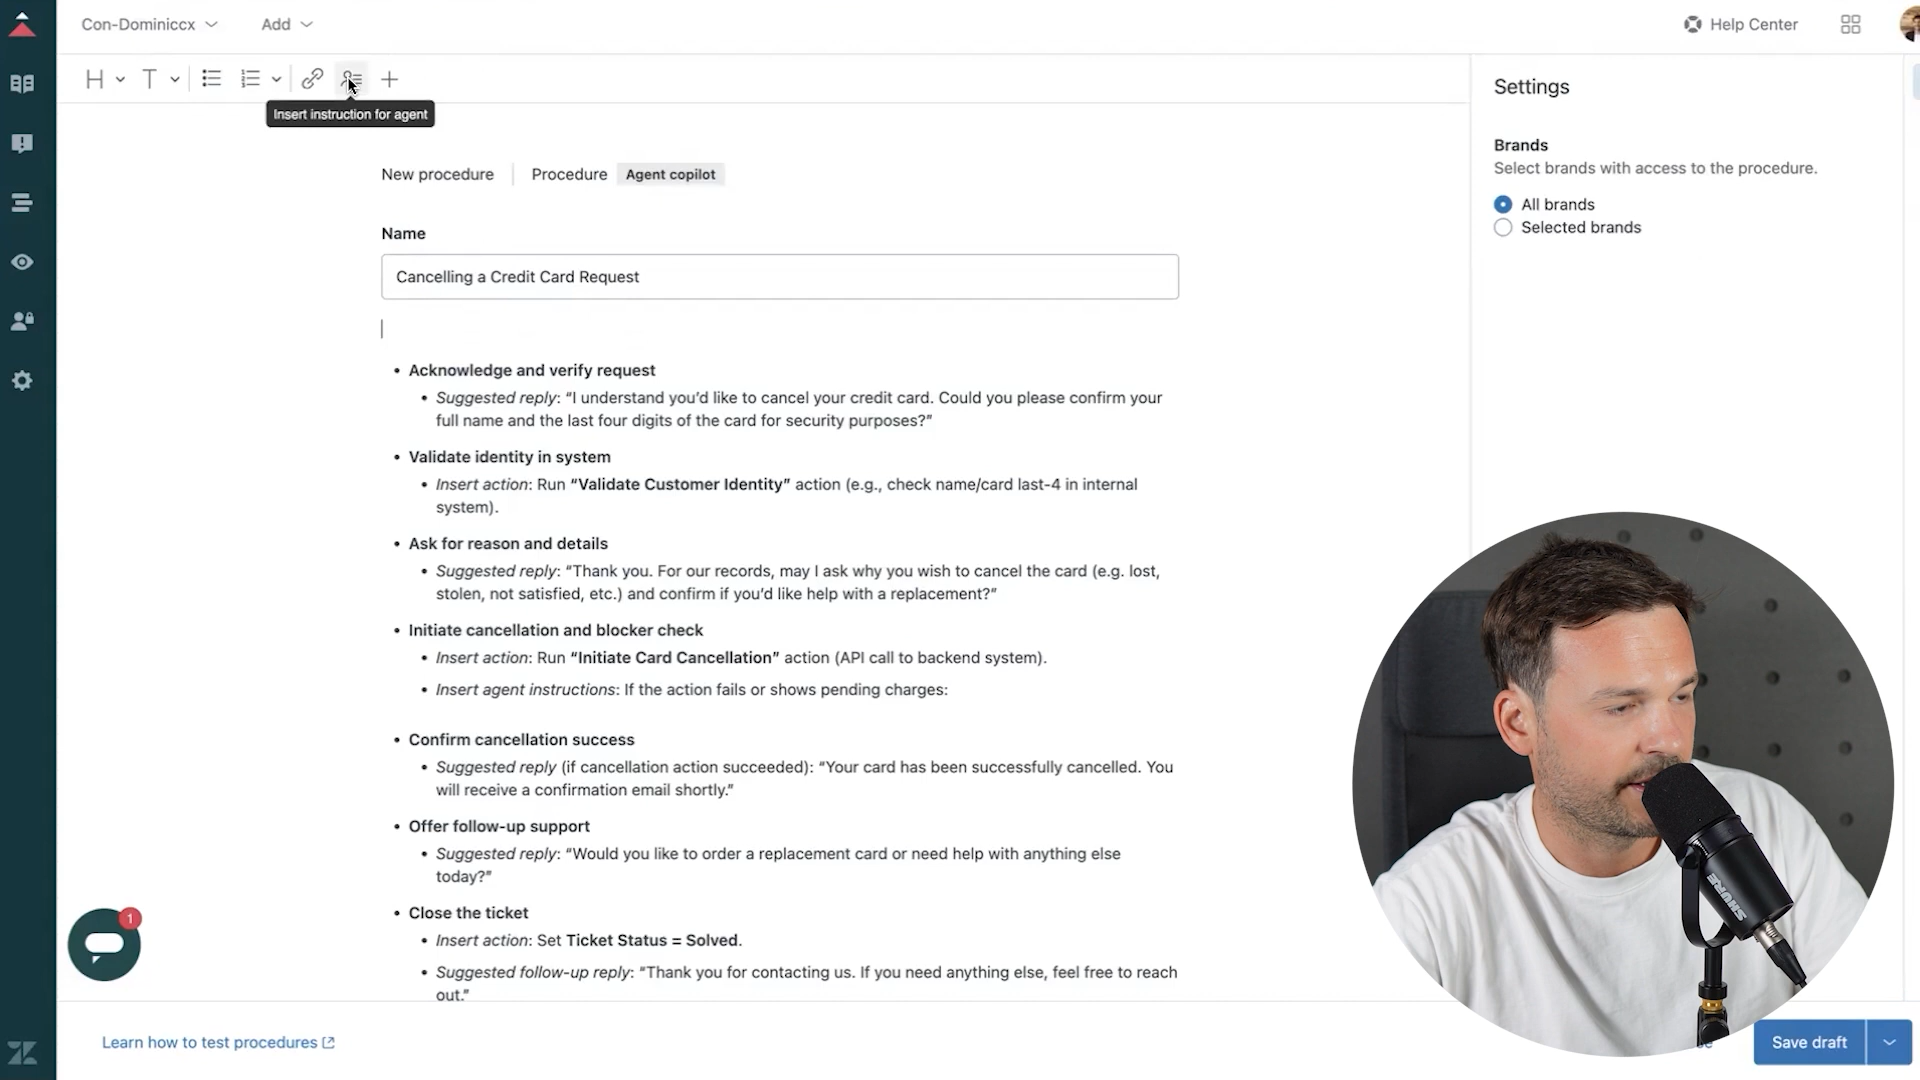 Con-Dominiccx
Add
Help Center
H
T
Insert instruction for agent
Settings
New procedure
Procedure
Agent copilot
Brands
Select brands with access to the procedure.
All brands
Selected brands
Name
Cancelling a Credit Card Request
• Acknowledge and verify request
• Suggested reply: “I understand you’d like to cancel your credit card. Could you please confirm your
full name and the last four digits of the card for security purposes?”
• Validate identity in system
• Insert action: Run “Validate Customer Identity” action (e.g., check name/card last-4 in internal
system).
• Ask for reason and details
• Suggested reply: “Thank you. For our records, may I ask why you wish to cancel the card (e.g. lost,
stolen, not satisfied, etc.) and confirm if you’d like help with a replacement?”
• Initiate cancellation and blocker check
• Insert action: Run “Initiate Card Cancellation” action (API call to backend system).
• Insert agent instructions: If the action fails or shows pending charges:
• Confirm cancellation success
• Suggested reply (if cancellation action succeeded): “Your card has been successfully cancelled. You
will receive a confirmation email shortly.”
• Offer follow-up support
• Suggested reply: “Would you like to order a replacement card or need help with anything else
today?”
• Close the ticket
• Insert action: Set Ticket Status = Solved.
• Suggested follow-up reply: “Thank you for contacting us. If you need anything else, feel free to reach
out.”
1
SHURE
Learn how to test procedures
Save draft